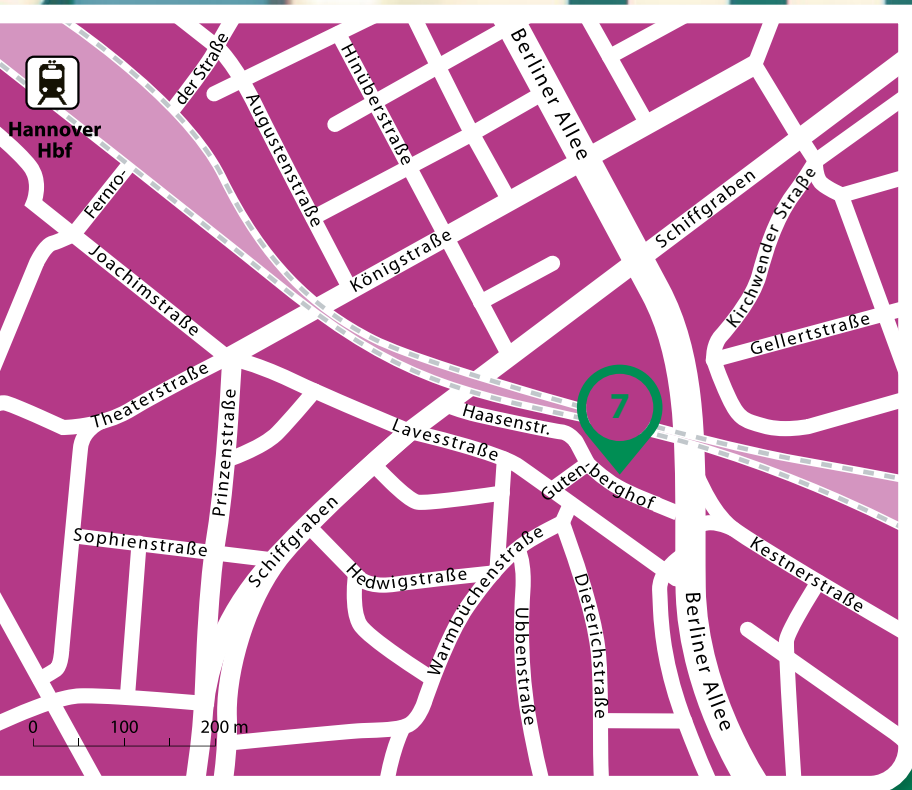 der Straße
Hinüberstraße
Berliner Allee
Hannover
Hbf
Augustenstraße
Fernro-
Schiffgraben
Kirchwender Straße
Königstraße
Joachimstraße
Gellertstraße
Theaterstraße
Prinzenstraße
Haasenstr.
7
Lavesstraße
Guten-
berghof
Schiffgraben
Sophienstraße
Hedwigstraße
Warmbüchenstraße
Kestnerstraße
Dieterichstraße
Ubbenstraße
Berliner Allee
0 100 200 m